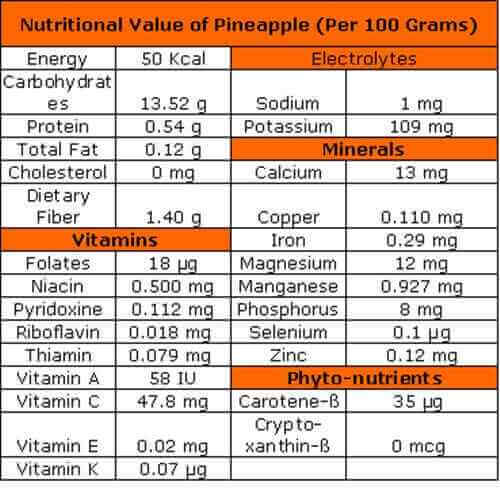 Nutritional Value of Pineapple (Per 100 Grams)
Energy 50 Kcal Electrolytes
Carbohydrat
es 13.52 g Sodium 1 mg
Protein 0.54 g Potassium 109 mg
Total Fat 0.12 g Minerals
Cholesterol 0 mg Calcium 13 mg
Dietary
Fiber 1.40 g Copper 0.110 mg
Vitamins Iron 0.29 mg
Folates 18 µg Magnesium 12 mg
Niacin 0.500 mg Manganese 0.927 mg
Pyridoxine 0.112 mg Phosphorus 8 mg
Riboflavin 0.018 mg Selenium 0.1 µg
Thiamin 0.079 mg Zinc 0.12 mg
Vitamin A 58 IU Phyto-nutrients
Vitamin C 47.8 mg Carotene-ß 35 µg
Crypto-
Vitamin E 0.02 mg xanthin-ß 0 mcg
Vitamin K 0.07 µg